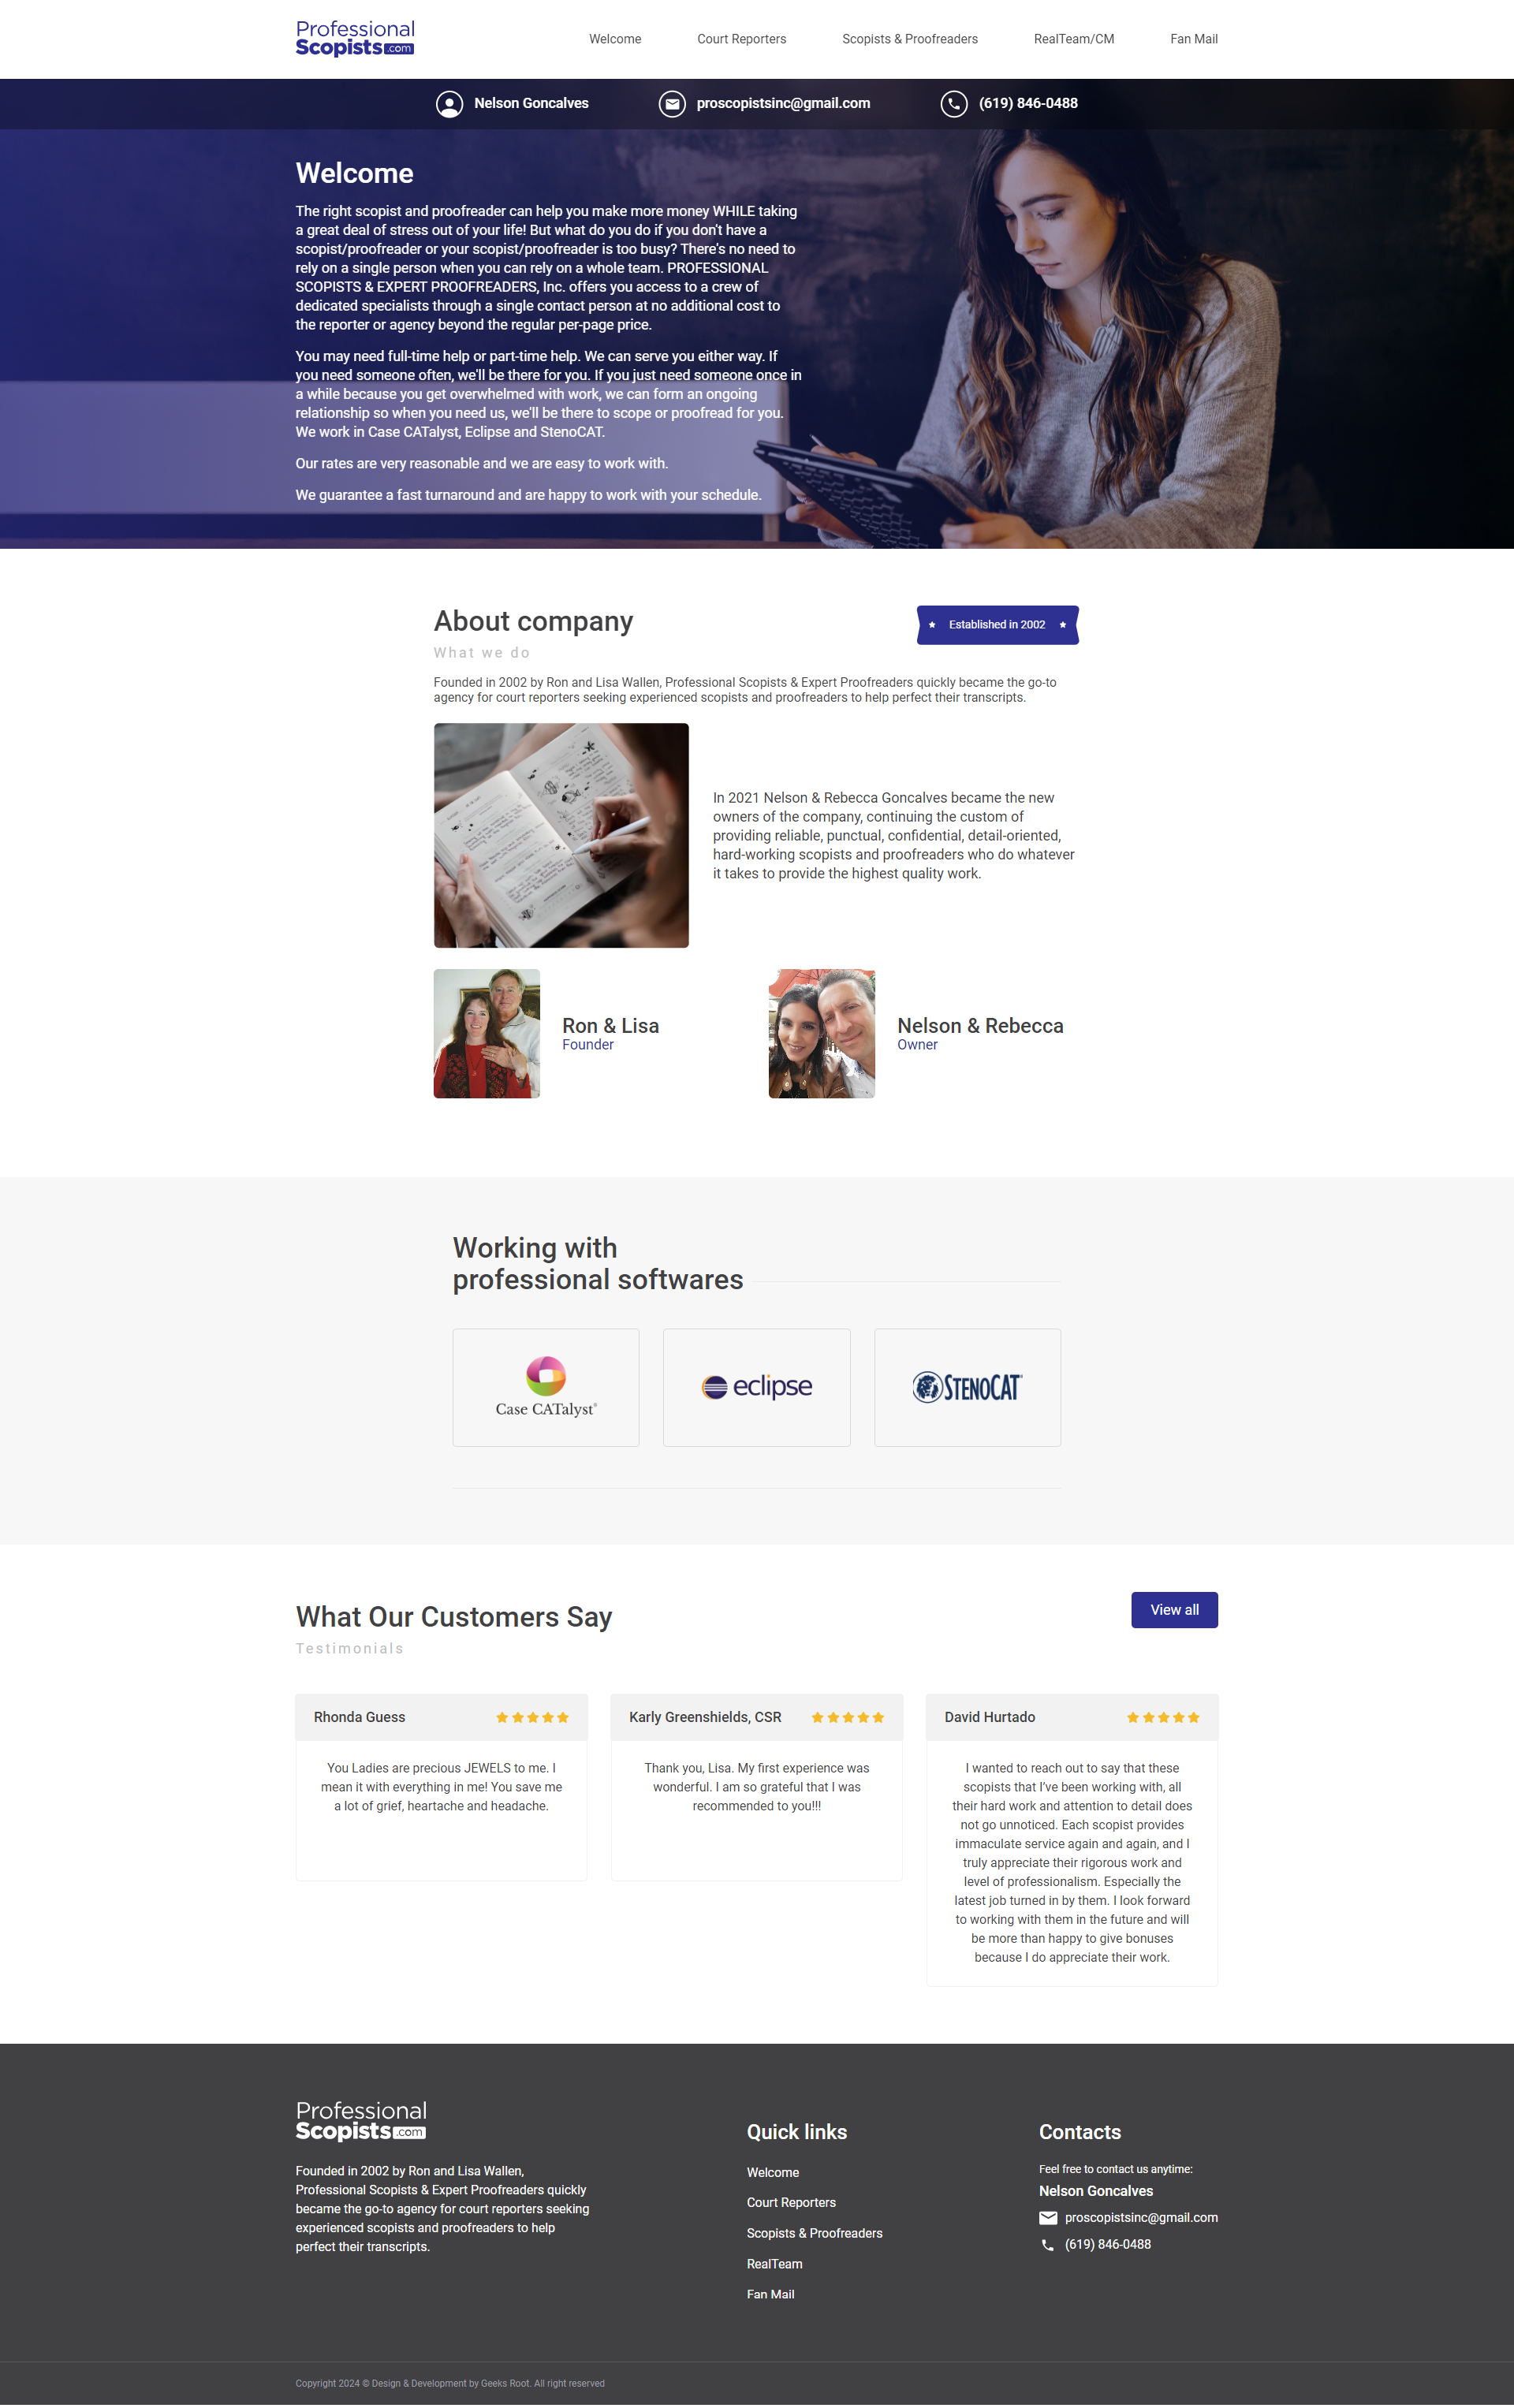 Professional
Scopists.com
Welcome
Court Reporters
Scopists & Proofreaders
RealTeam/CM
Fan Mail
Nelson Goncalves
proscopistsinc@gmail.com
(619) 846-0488
Welcome
The right scopist and proofreader can help you make more money WHILE taking
a great deal of stress out of your life! But what do you do if you don't have a
scopist/proofreader or your scopist/proofreader is too busy? There's no need to
rely on a single person when you can rely on a whole team. PROFESSIONAL
SCOPISTS & EXPERT PROOFREADERS, Inc. offers you access to a crew of
dedicated specialists through a single contact person at no additional cost to
the reporter or agency beyond the regular per-page price.
You may need full-time help or part-time help. We can serve you either way. If
you need someone often, we'll be there for you. If you just need someone once in
a while because you get overwhelmed with work, we can form an ongoing
relationship so when you need us, we'll be there to scope or proofread for you.
We work in Case CATalyst, Eclipse and StenoCAT.
Our rates are very reasonable and we are easy to work with.
We guarantee a fast turnaround and are happy to work with your schedule.
About company
Established in 2002
What we do
Founded in 2002 by Ron and Lisa Wallen, Professional Scopists & Expert Proofreaders quickly became the go-to
agency for court reporters seeking experienced scopists and proofreaders to help perfect their transcripts.
In 2021 Nelson & Rebecca Goncalves became the new
owners of the company, continuing the custom of
providing reliable, punctual, confidential, detail-oriented,
hard-working scopists and proofreaders who do whatever
it takes to provide the highest quality work.
Ron & Lisa
Founder
Nelson & Rebecca
Owner
Working with
professional softwares
Case CATalyst®
eclipse
STENOCAT
What Our Customers Say
View all
Testimonials
Rhonda Guess
You Ladies are precious JEWELS to me. I
mean it with everything in me! You save me
a lot of grief, heartache and headache.
Karly Greenshields, CSR
Thank you, Lisa. My first experience was
wonderful. I am so grateful that I was
recommended to you!!!
David Hurtado
I wanted to reach out to say that these
scopists that I've been working with, all
their hard work and attention to detail does
not go unnoticed. Each scopist provides
immaculate service again and again, and I
truly appreciate their rigorous work and
level of professionalism. Especially the
latest job turned in by them. I look forward
to working with them in the future and will
be more than happy to give bonuses
because I do appreciate their work.
Professional
Scopists.com
Founded in 2002 by Ron and Lisa Wallen,
Professional Scopists & Expert Proofreaders quickly
became the go-to agency for court reporters seeking
experienced scopists and proofreaders to help
perfect their transcripts.
Quick links
Welcome
Court Reporters
Scopists & Proofreaders
RealTeam
Fan Mail
Contacts
Feel free to contact us anytime:
Nelson Goncalves
proscopistsinc@gmail.com
(619) 846-0488
Copyright 2024 © Design & Development by Geeks Root. All right reserved